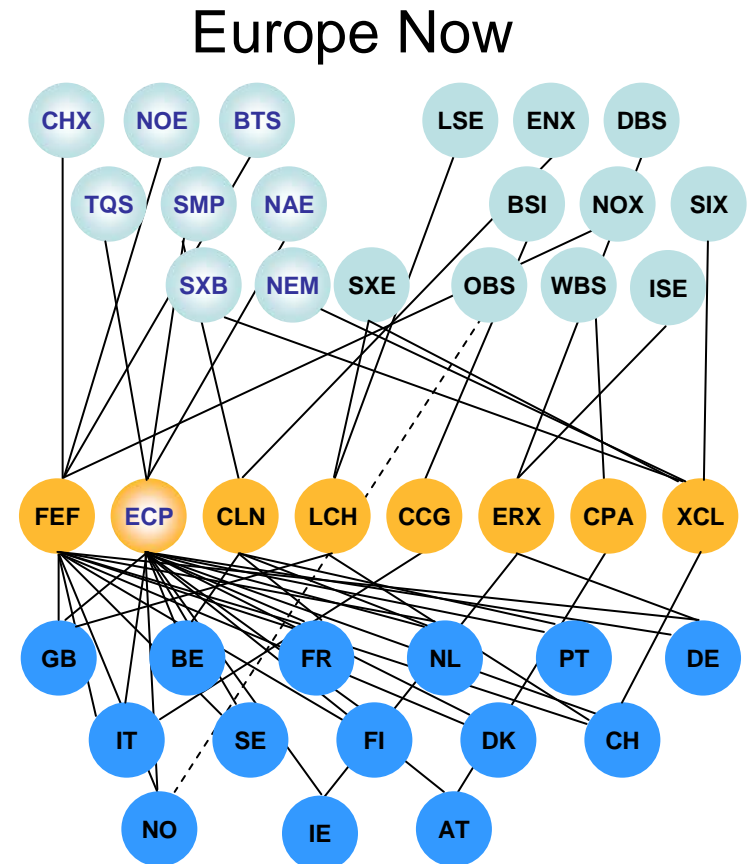 Europe Now
CHX NOE BTS LSE ENX DBS
TQS SMP NAE BSI NOX SIX
SXB NEM SXE OBS WBS ISE
FEF ECP CLN LCH CCG ERX CPA XCL
GB BE FR NL PT DE
IT SE FI DK CH
NO IE AT